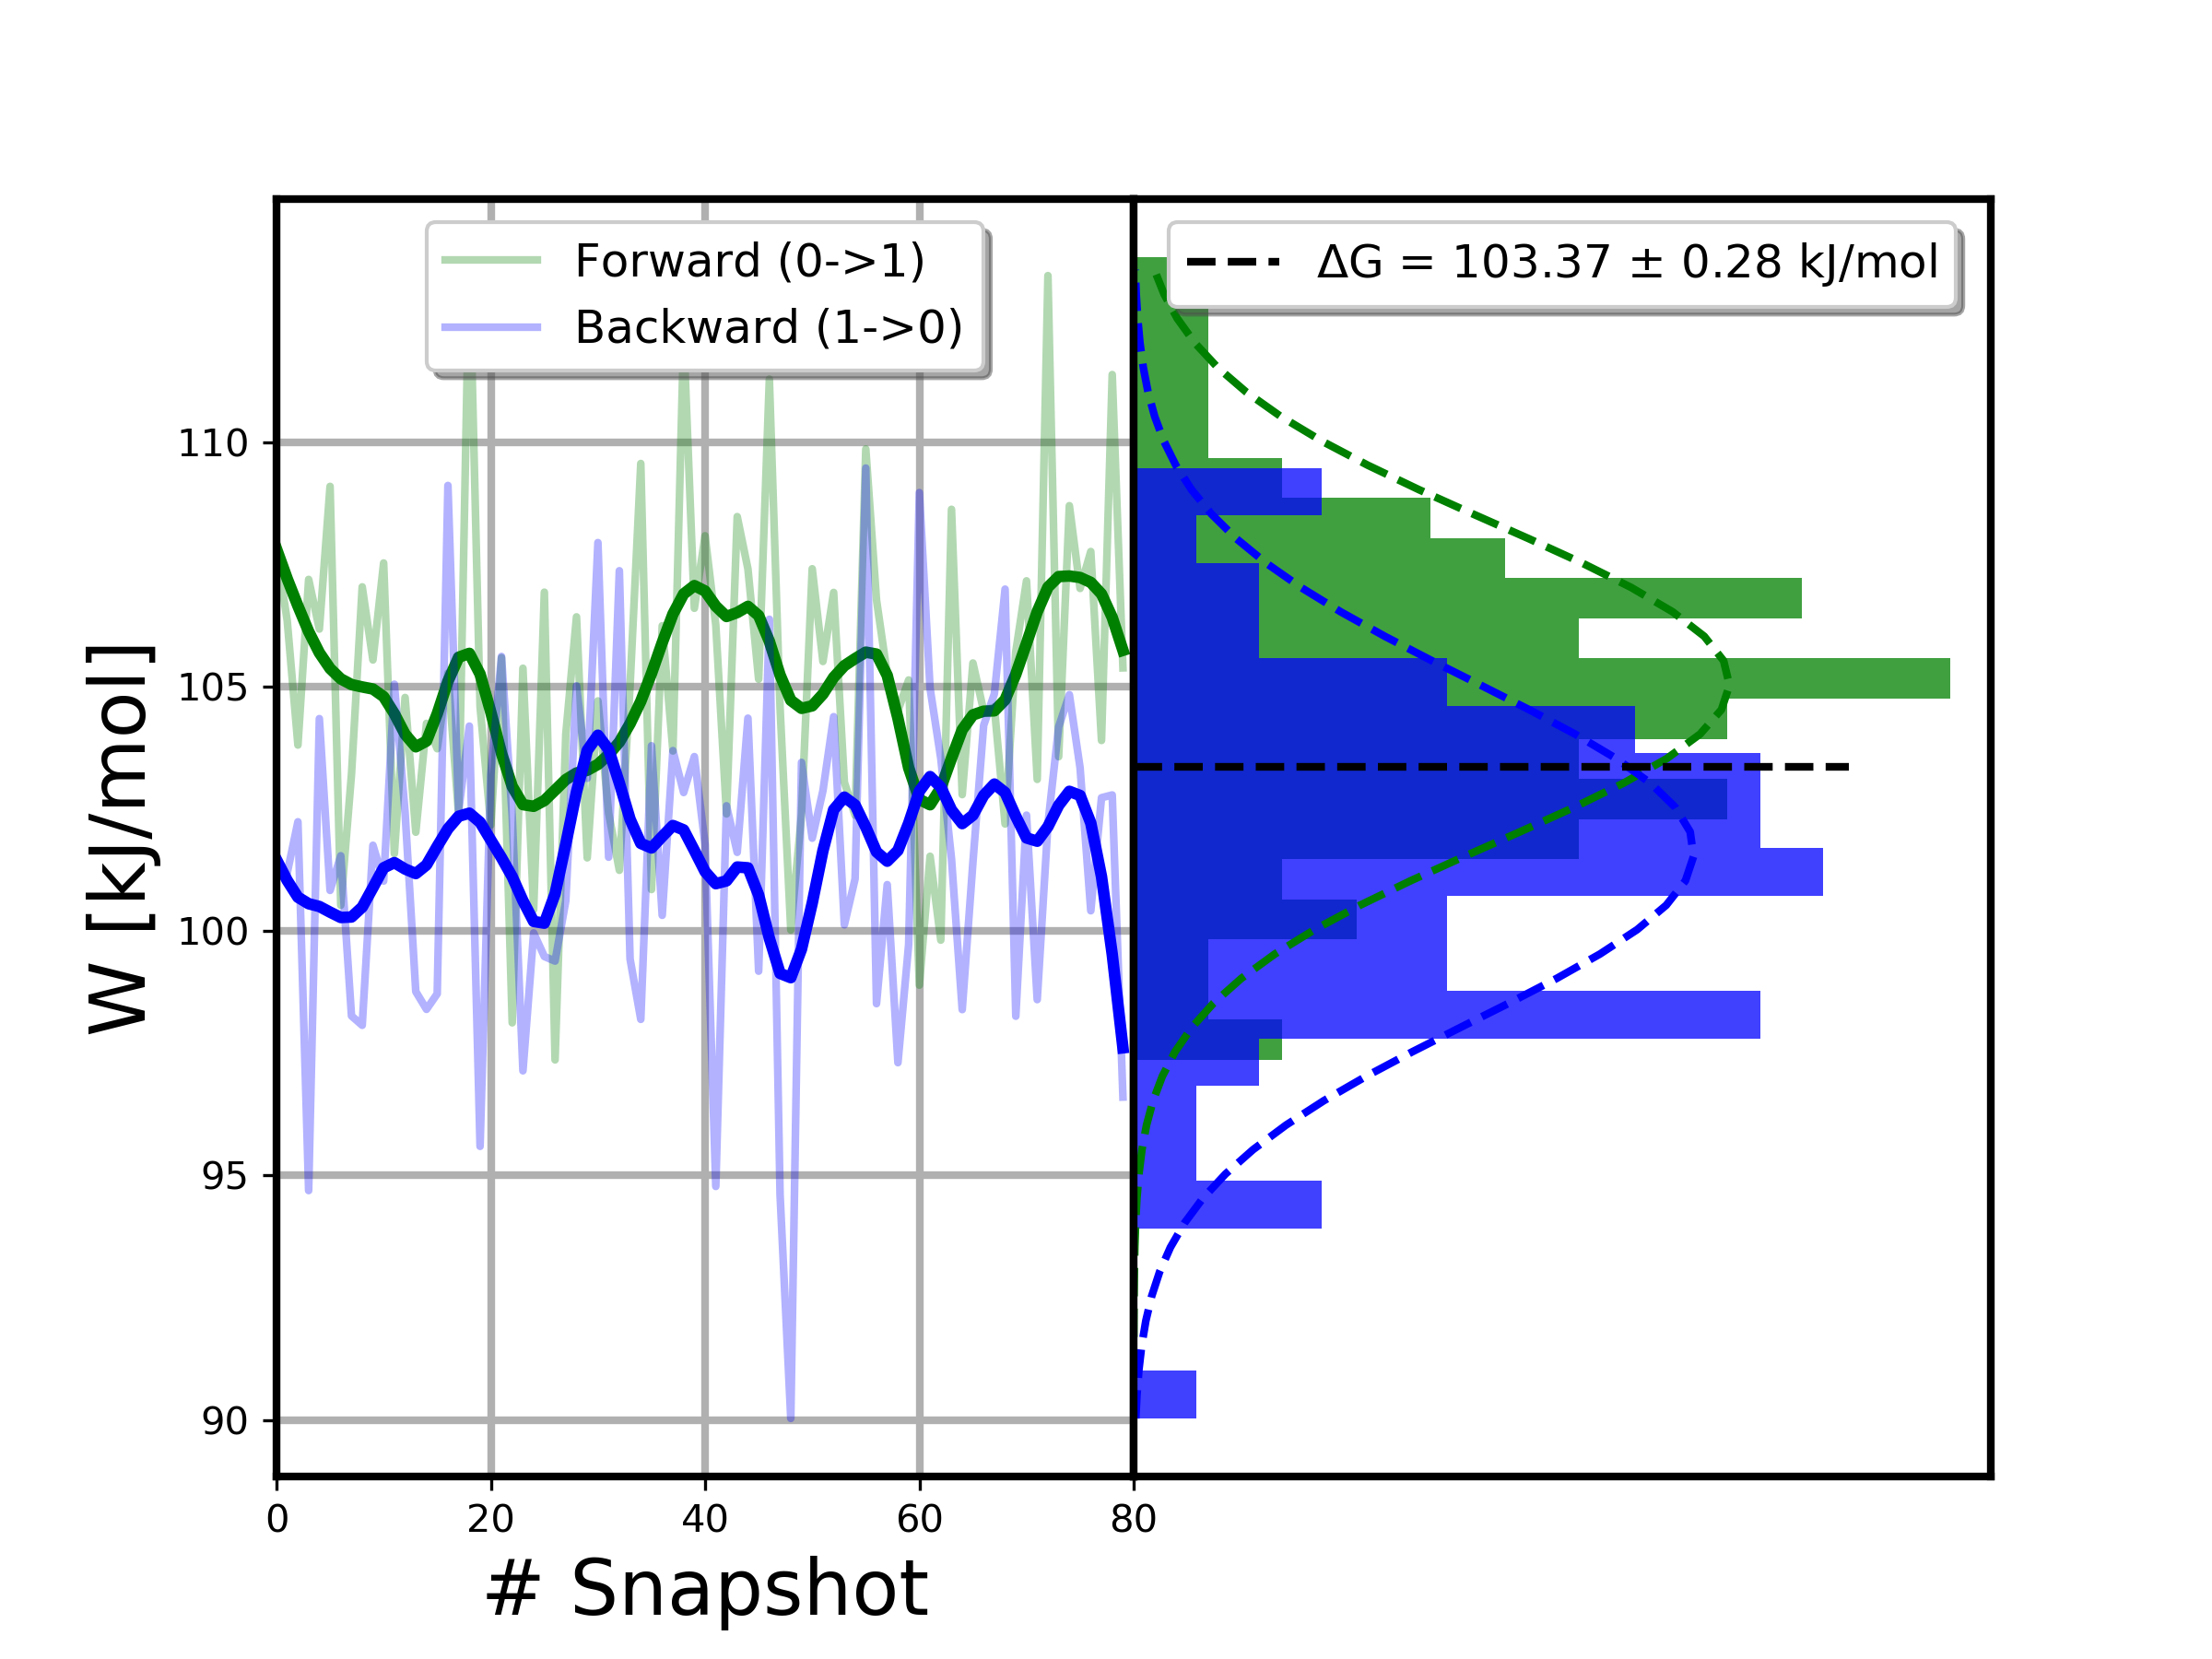 Forward (0->1)
Backward (1->0)
ΔG = 103.37 ± 0.28 kJ/mol
W [kJ/mol]
110
105
100
95
90
0 20 40 60 80
# Snapshot